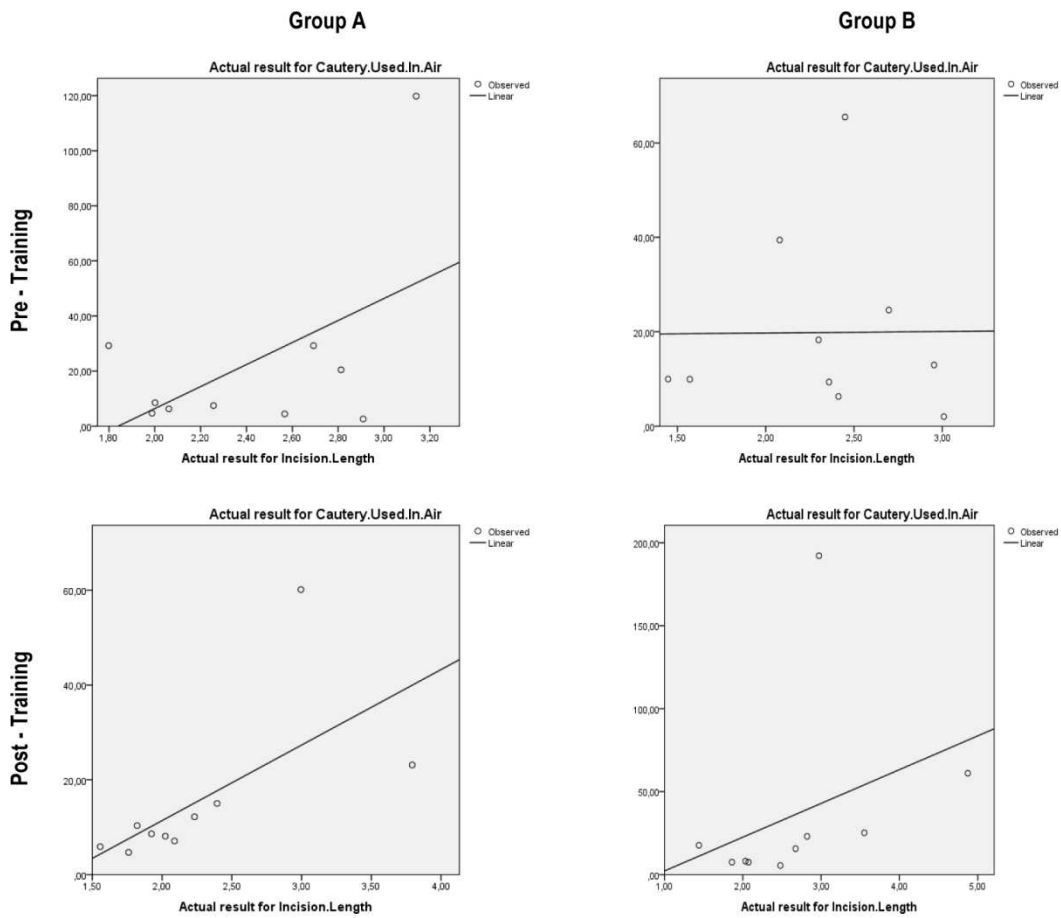 Group A
Group B
Pre - Training
Actual result for Cautery.Used.In.Air
Observed
Linear
120,00
100,00
80,00
60,00
40,00
20,00
,00
1,80 2,00 2,20 2,40 2,60 2,80 3,00 3,20
Actual result for Incision.Length
Actual result for Cautery.Used.In.Air
Observed
Linear
60,00
40,00
20,00
,00
1,50 2,00 2,50 3,00
Actual result for Incision.Length
Post - Training
Actual result for Cautery.Used.In.Air
Observed
Linear
60,00
40,00
20,00
,00
1,50 2,00 2,50 3,00 3,50 4,00
Actual result for Incision.Length
Actual result for Cautery.Used.In.Air
Observed
Linear
200,00
150,00
100,00
50,00
,00
1,00 2,00 3,00 4,00 5,00
Actual result for Incision.Length